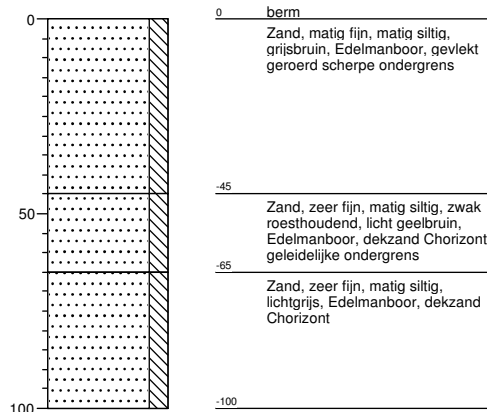 0
50
100
0 berm
Zand, matig fijn, matig siltig,
grijsbruin, Edelmanboor, gevlekt
geroerd scherpe ondergrens
-45
Zand, zeer fijn, matig siltig, zwak
roesthoudend, licht geelbruin,
Edelmanboor, dekzand Chorizont
geleidelijke ondergrens
-65
Zand, zeer fijn, matig siltig,
lichtgrijs, Edelmanboor, dekzand
Chorizont
-100